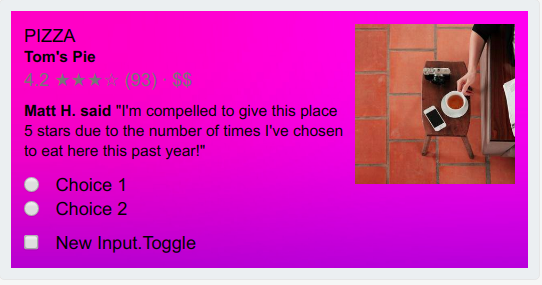 PIZZA
Tom's Pie
4.2 ★★★☆ (93) · $$
Matt H. said "I'm compelled to give this place
5 stars due to the number of times I've chosen
to eat here this past year!"
Choice 1
Choice 2
New Input.Toggle